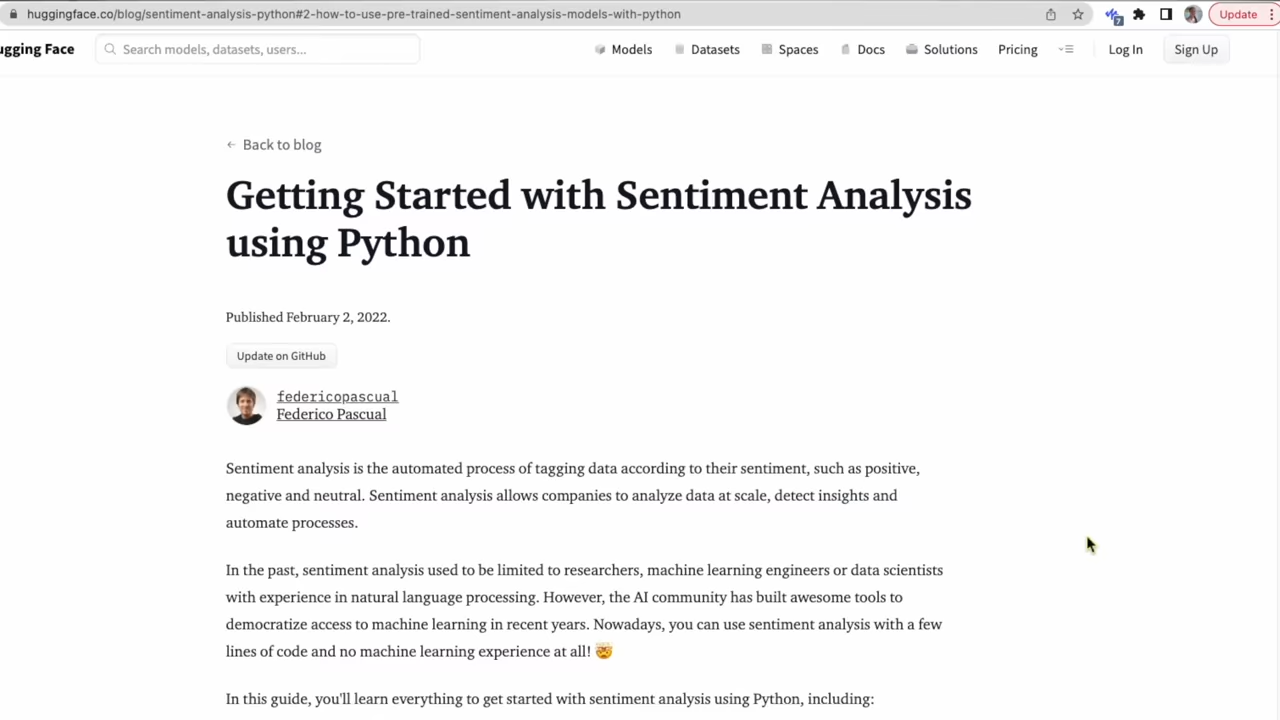 huggingface.co/blog/sentiment-analysis-python#2-how-to-use-pre-trained-sentiment-analysis-models-with-python
7
Update
ugging Face
Search models, datasets, users...
Models
Datasets
Spaces
Docs
Solutions
Pricing
Log In
Sign Up
← Back to blog
Getting Started with Sentiment Analysis
using Python
Published February 2, 2022.
Update on GitHub
federicopascual
Federico Pascual
Sentiment analysis is the automated process of tagging data according to their sentiment, such as positive,
negative and neutral. Sentiment analysis allows companies to analyze data at scale, detect insights and
automate processes.
In the past, sentiment analysis used to be limited to researchers, machine learning engineers or data scientists
with experience in natural language processing. However, the AI community has built awesome tools to
democratize access to machine learning in recent years. Nowadays, you can use sentiment analysis with a few
lines of code and no machine learning experience at all! 🤯
In this guide, you'll learn everything to get started with sentiment analysis using Python, including: